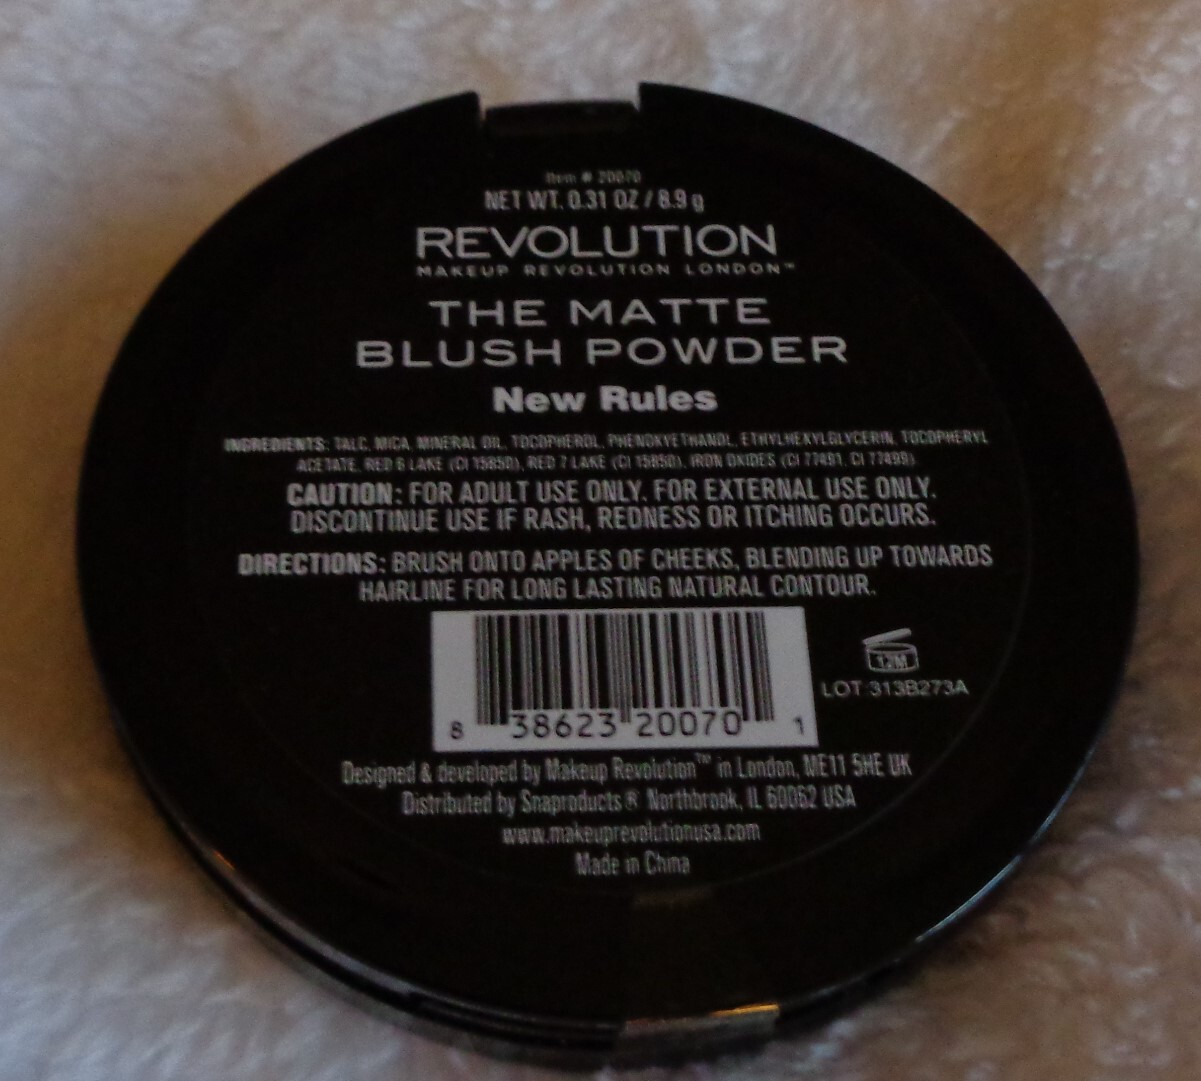 Item # 20070
NET WT. 0.31 OZ / 8.9 g
REVOLUTION
MAKEUP REVOLUTION LONDON™
THE MATTE
BLUSH POWDER
New Rules
INGREDIENTS: TALC, MICA, MINERAL OIL, TOCOPHEROL, PHENOXYETHANOL, ETHYLHEXYLGLYCERIN, TOCOPHERYL
ACETATE, RED 6 LAKE (CI 15850), RED 7 LAKE (CI 15850), IRON OXIDES (CI 77491, CI 77499)
CAUTION: FOR ADULT USE ONLY. FOR EXTERNAL USE ONLY.
DISCONTINUE USE IF RASH, REDNESS OR ITCHING OCCURS.
DIRECTIONS: BRUSH ONTO APPLES OF CHEEKS, BLENDING UP TOWARDS
HAIRLINE FOR LONG LASTING NATURAL CONTOUR.
12M
LOT 313B273A
8 38623 20070 1
Designed & developed by Makeup Revolution™ in London, ME11 5HE UK
Distributed by Snaproducts ® Northbrook, IL 60062 USA
www.makeuprevolutionusa.com
Made in China